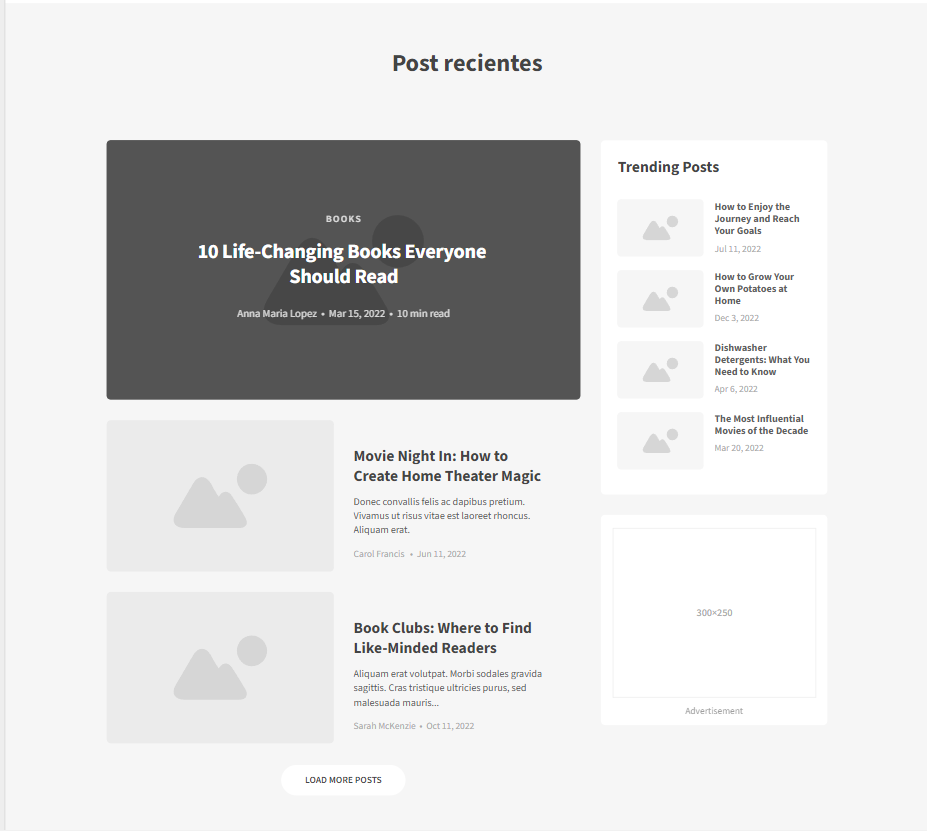 Post recientes
BOOKS
10 Life-Changing Books Everyone
Should Read
Anna Maria Lopez • Mar 15, 2022 • 10 min read
Movie Night In: How to
Create Home Theater Magic
Donec convallis felis ac dapibus pretium.
Vivamus ut risus vitae est laoreet rhoncus.
Aliquam erat.
Carol Francis • Jun 11, 2022
Book Clubs: Where to Find
Like-Minded Readers
Aliquam erat volutpat. Morbi sodales gravida
sagittis. Cras tristique ultricies purus, sed
malesuada mauris...
Sarah McKenzie • Oct 11, 2022
LOAD MORE POSTS
Trending Posts
How to Enjoy the
Journey and Reach
Your Goals
Jul 11, 2022
How to Grow Your
Own Potatoes at
Home
Dec 3, 2022
Dishwasher
Detergents: What You
Need to Know
Apr 6, 2022
The Most Influential
Movies of the Decade
Mar 20, 2022
300×250
Advertisement